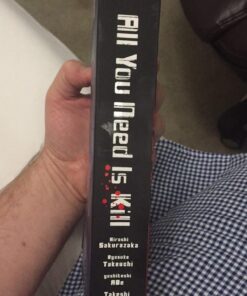 All You Need Is Kill
Hiroshi
Sakurazaka
Ryosuke
Takeuchi
yoshitoshi
ABe
Takeshi